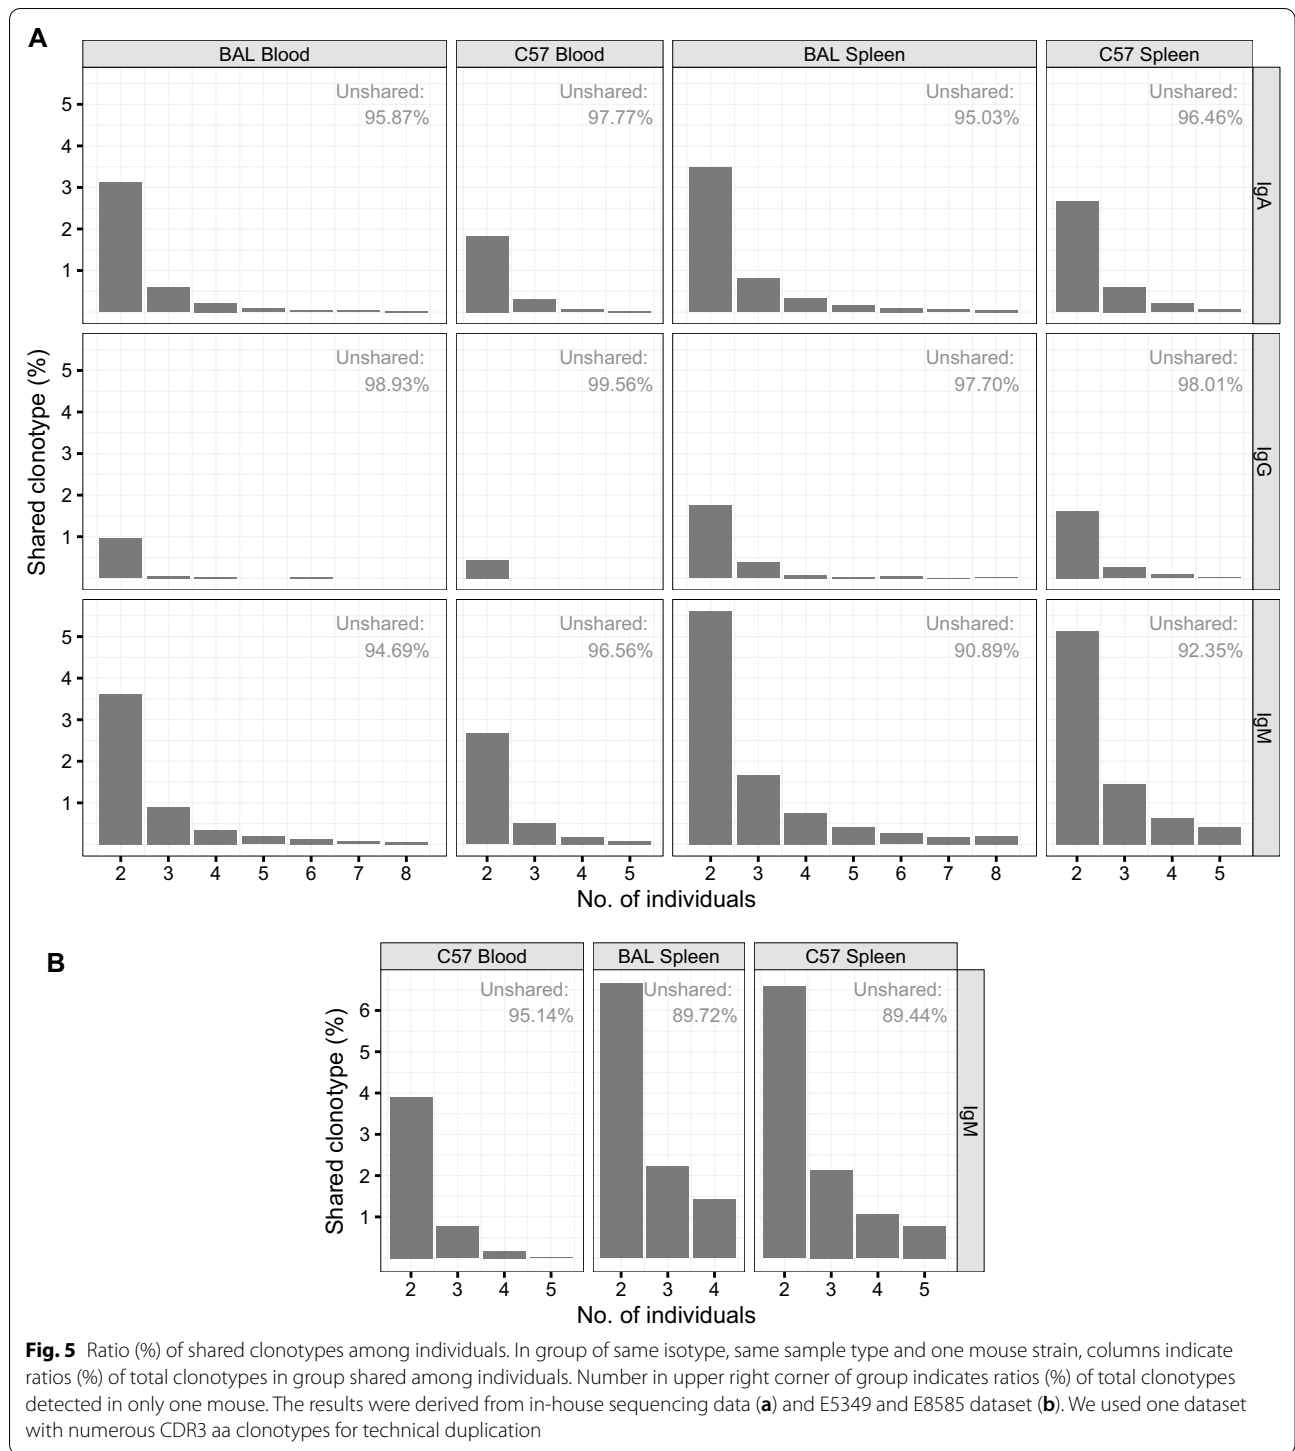 A
BAL Blood C57 Blood BAL Spleen C57 Spleen
Unshared: Unshared: Unshared: Unshared:
95.87% 97.77% 95.03% 96.46%
5
4
3
2
1
IgA
Unshared: Unshared: Unshared: Unshared:
98.93% 99.56% 97.70% 98.01%
5
4
3
2
1
IgG
Shared clonotype (%)
Unshared: Unshared: Unshared: Unshared:
94.69% 96.56% 90.89% 92.35%
5
4
3
2
1
IgM
2 3 4 5 6 7 8 2 3 4 5 2 3 4 5 6 7 8 2 3 4 5
No. of individuals
B
C57 Blood BAL Spleen C57 Spleen
Unshared: Unshared: Unshared:
95.14% 89.72% 89.44%
6
5
4
3
2
1
Shared clonotype (%)
IgM
2 3 4 5 2 3 4 2 3 4 5
No. of individuals
Fig. 5 Ratio (%) of shared clonotypes among individuals. In group of same isotype, same sample type and one mouse strain, columns indicate
ratios (%) of total clonotypes in group shared among individuals. Number in upper right corner of group indicates ratios (%) of total clonotypes
detected in only one mouse. The results were derived from in-house sequencing data (a) and E5349 and E8585 dataset (b). We used one dataset
with numerous CDR3 aa clonotypes for technical duplication